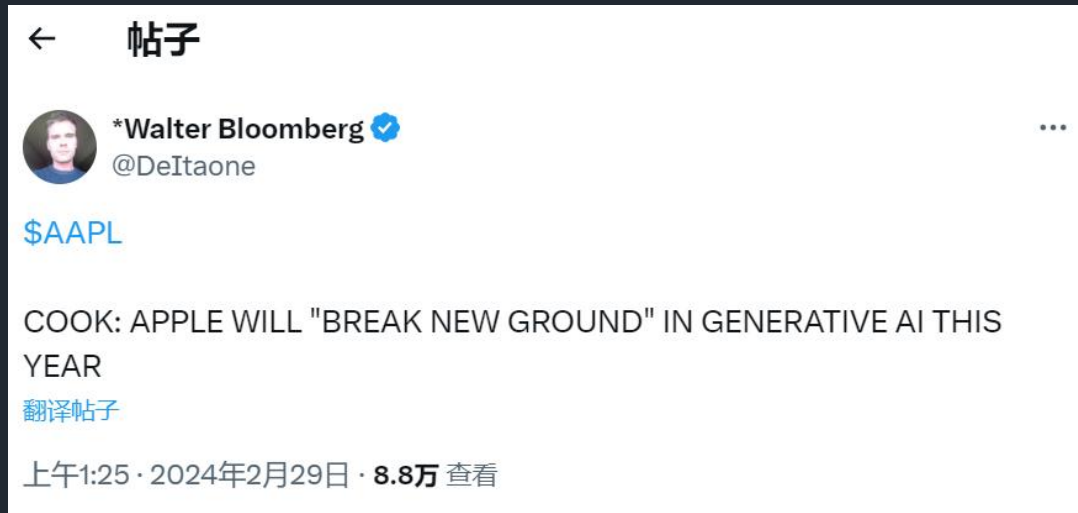 帖子
*Walter Bloomberg
@DeItaone
$AAPL
COOK: APPLE WILL "BREAK NEW GROUND" IN GENERATIVE AI THIS
YEAR
翻译帖子
上午1:25 · 2024年2月29日 · 8.8万 查看